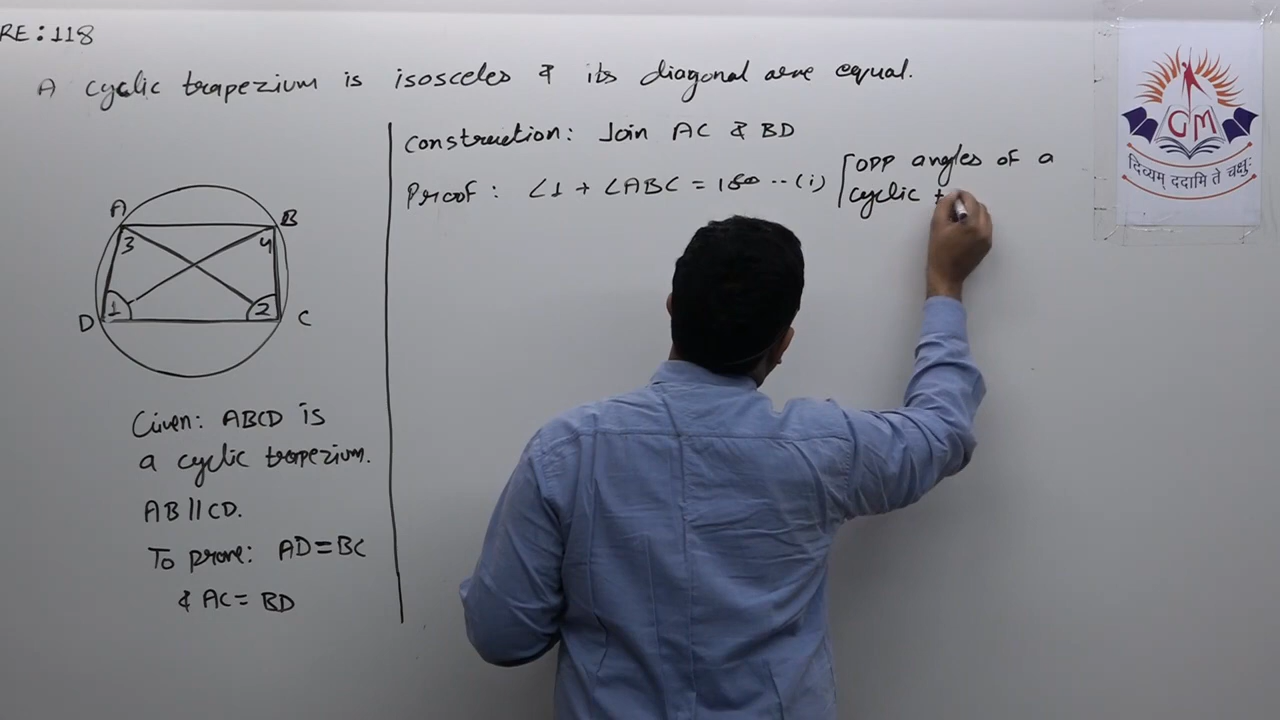 RE: 118
A cyclic trapezium is isosceles & its diagonal are equal.
Construction: Join AC & BD
Proof: ∠1 + ∠ABC = 180 ...(i) [opp angles of a
cyclic t
A
B
3
4
1
2
D
C
Given: ABCD is
a cyclic trapezium.
AB || CD.
To prove: AD = BC
& AC = BD
GM
दिव्यम् ददामि ते चक्षुः